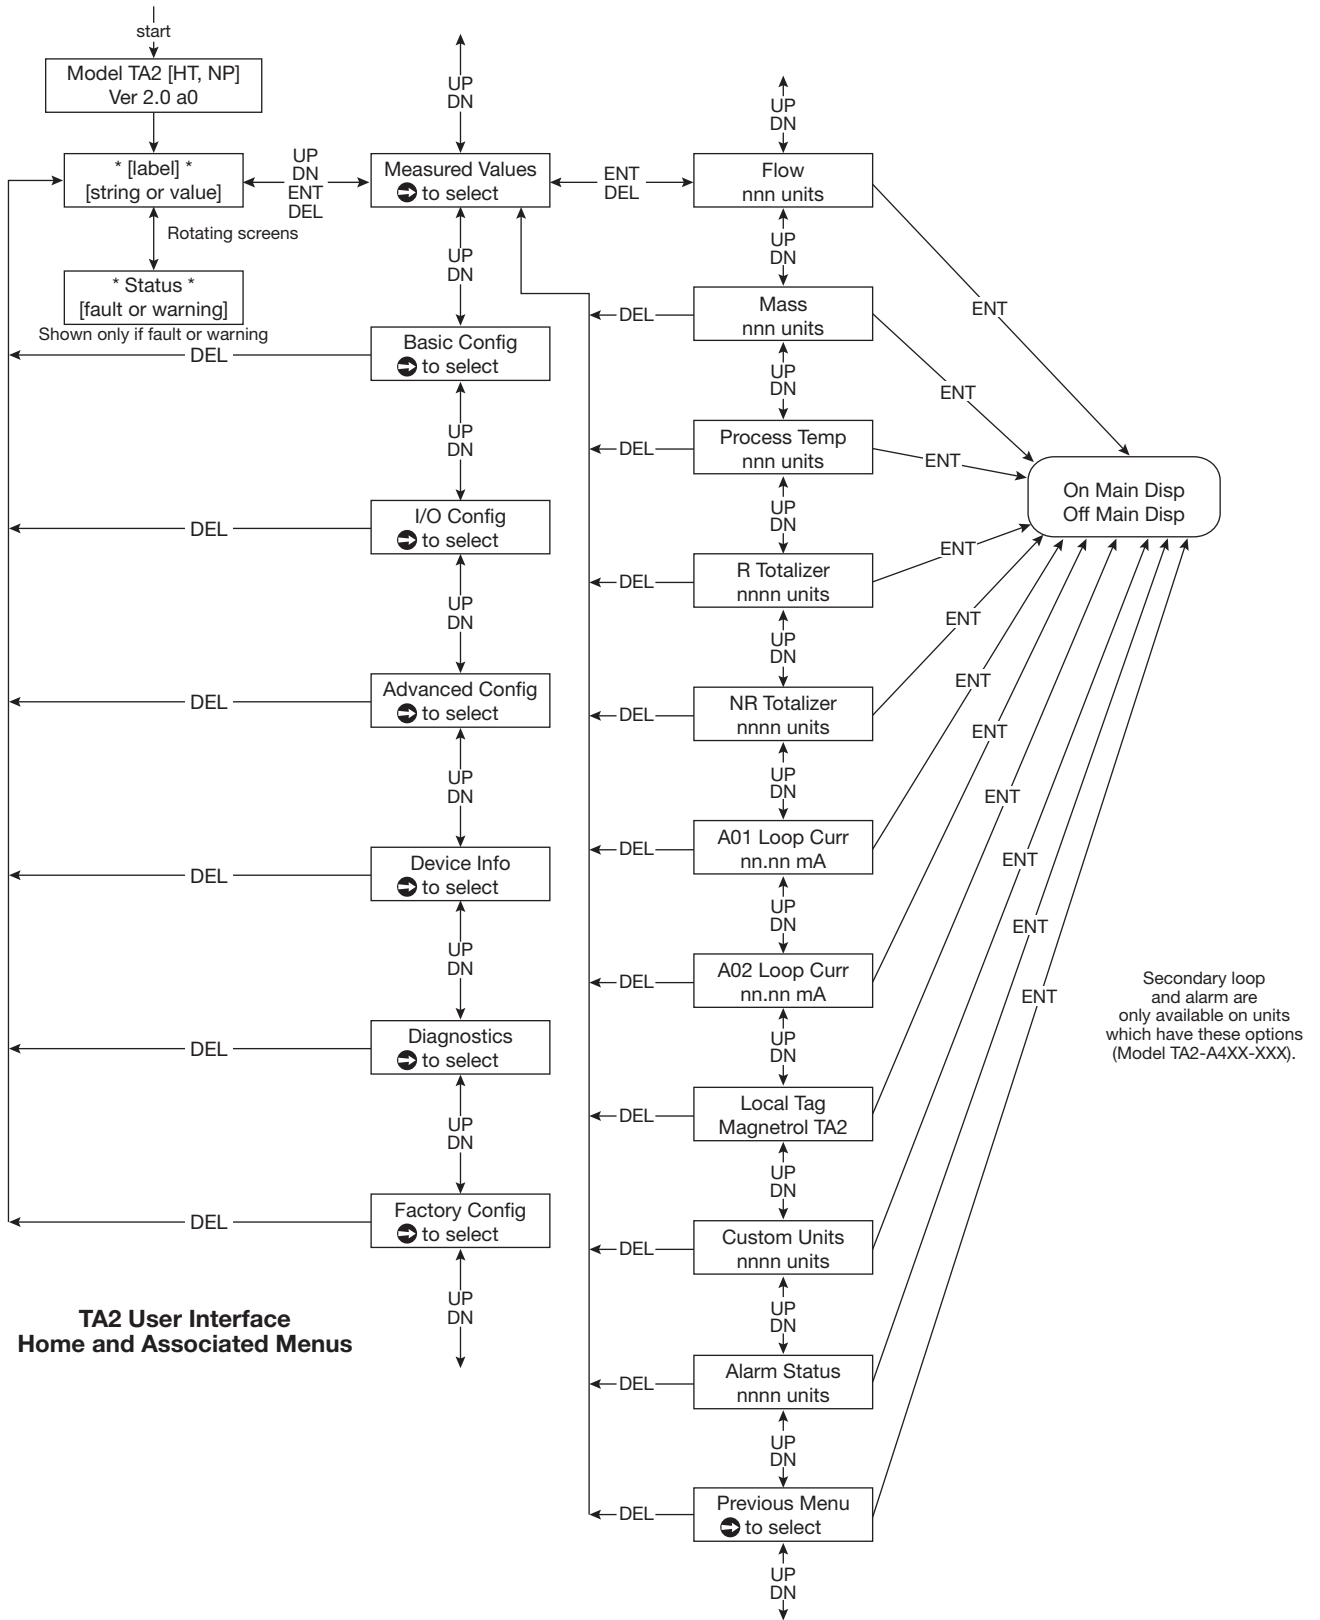 start
Model TA2 [HT, NP]
Ver 2.0 a0
* [label] *
[string or value]
Rotating screens
* Status *
[fault or warning]
Shown only if fault or warning
UP
DN
ENT
DEL
UP
DN
Measured Values
to select
UP
DN
DEL
Basic Config
to select
UP
DN
DEL
I/O Config
to select
UP
DN
DEL
Advanced Config
to select
UP
DN
DEL
Device Info
to select
UP
DN
DEL
Diagnostics
to select
UP
DN
DEL
Factory Config
to select
UP
DN
TA2 User Interface
Home and Associated Menus
ENT
DEL
UP
DN
Flow
nnn units
ENT
UP
DN
DEL
Mass
nnn units
ENT
UP
DN
DEL
Process Temp
nnn units
ENT
UP
DN
DEL
R Totalizer
nnnn units
ENT
UP
DN
DEL
NR Totalizer
nnnn units
ENT
UP
DN
DEL
A01 Loop Curr
nn.nn mA
ENT
UP
DN
DEL
A02 Loop Curr
nn.nn mA
ENT
UP
DN
DEL
Local Tag
Magnetrol TA2
ENT
UP
DN
DEL
Custom Units
nnnn units
ENT
UP
DN
DEL
Alarm Status
nnnn units
ENT
UP
DN
DEL
Previous Menu
to select
ENT
UP
DN
On Main Disp
Off Main Disp
Secondary loop
and alarm are
only available on units
which have these options
(Model TA2-A4XX-XXX).